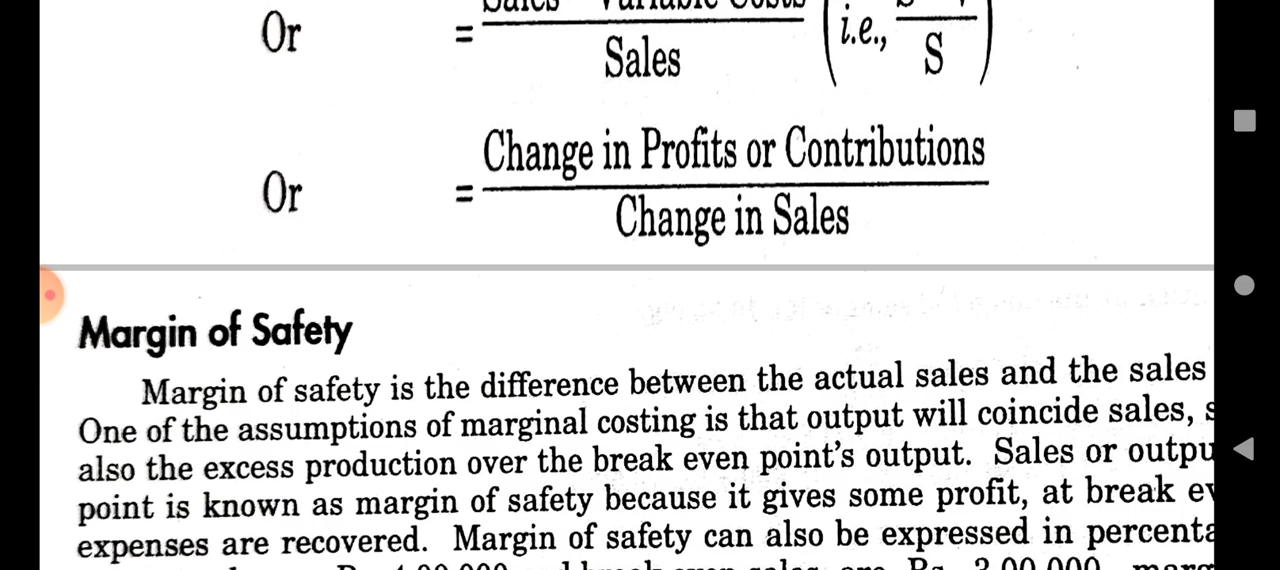 Or = Sales - Variable Costs / Sales (i.e., S - V / S)
Or = Change in Profits or Contributions / Change in Sales
Margin of Safety
Margin of safety is the difference between the actual sales and the sales
One of the assumptions of marginal costing is that output will coincide sales, s
also the excess production over the break even point's output. Sales or outpu
point is known as margin of safety because it gives some profit, at break ev
expenses are recovered. Margin of safety can also be expressed in percenta